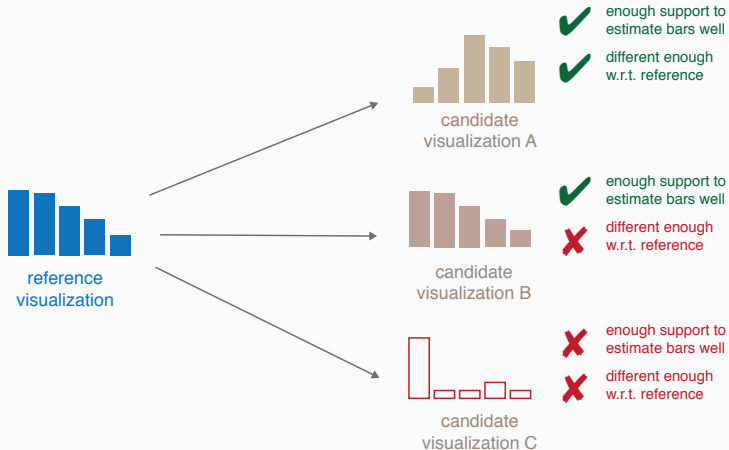 enough support to
estimate bars well
different enough
w.r.t. reference
candidate
visualization A
enough support to
estimate bars well
different enough
w.r.t. reference
reference
visualization
candidate
visualization B
enough support to
estimate bars well
different enough
w.r.t. reference
candidate
visualization C